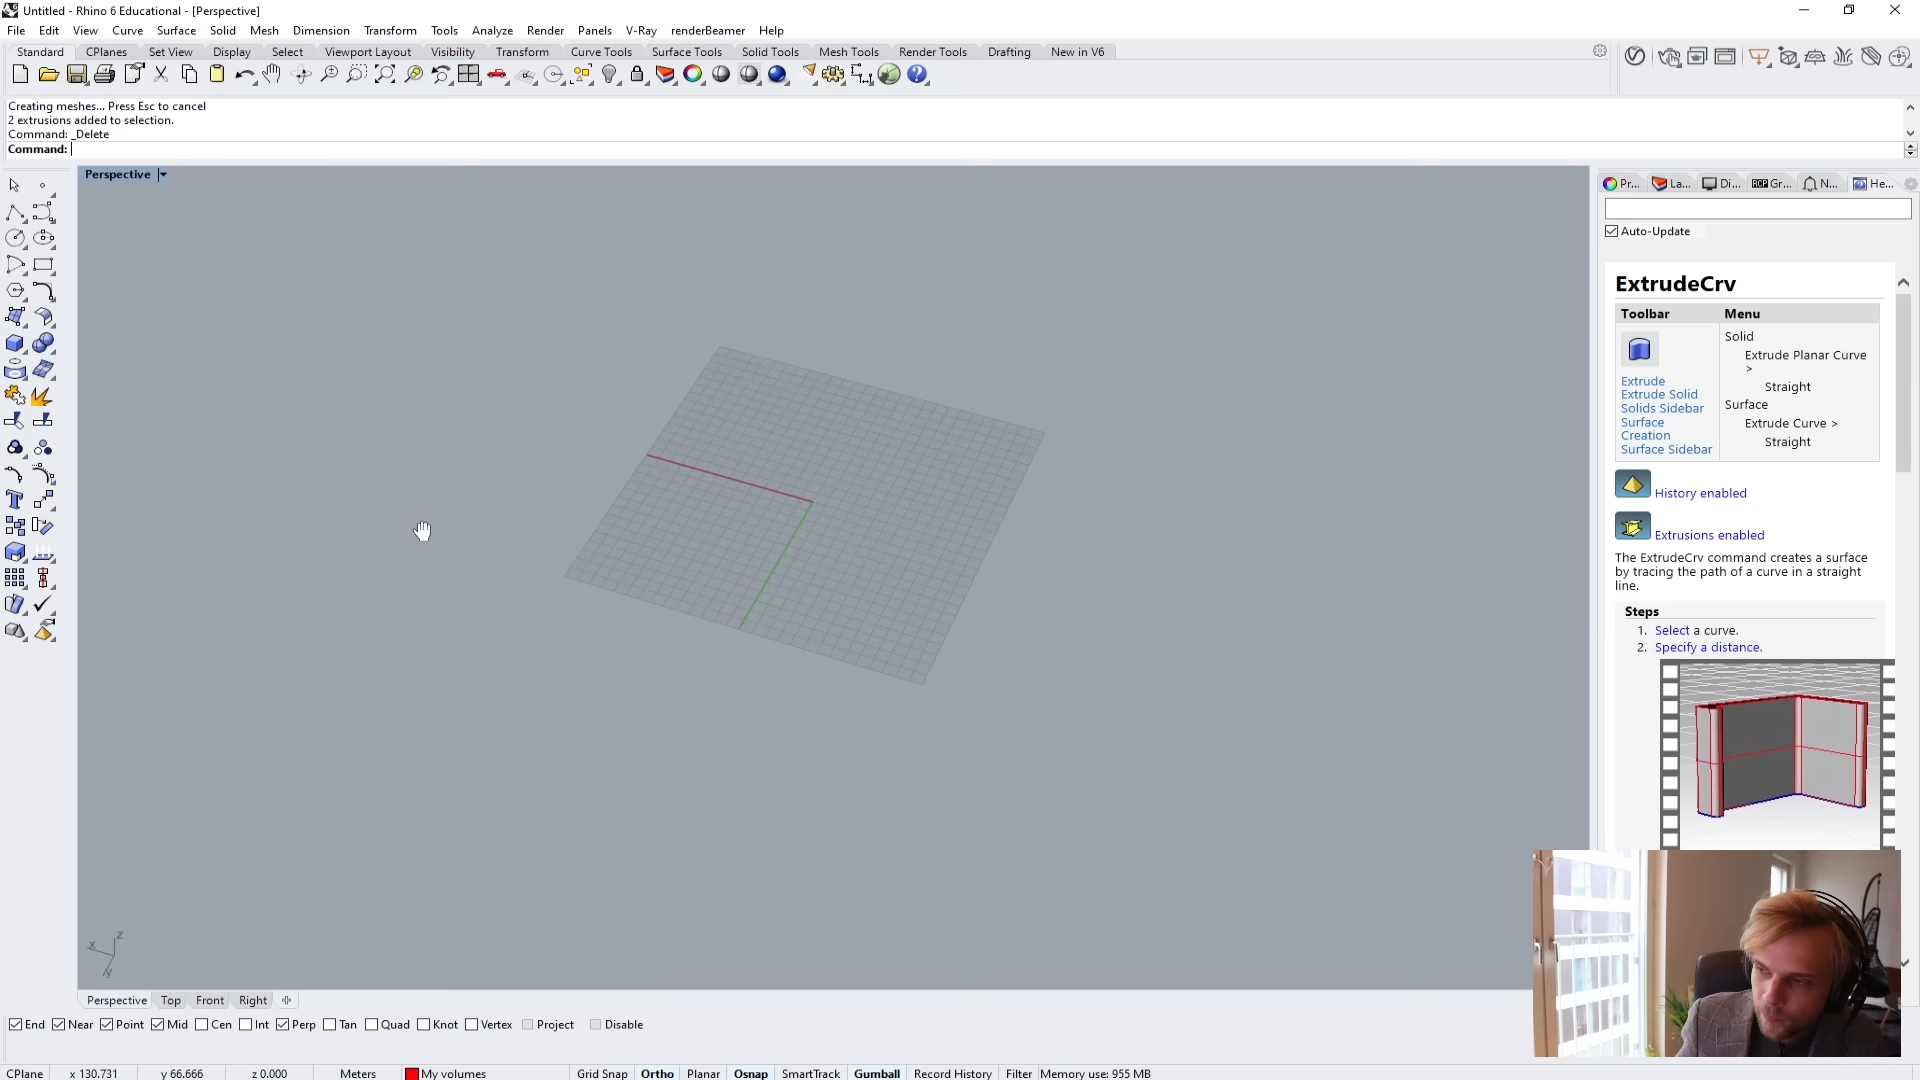 Untitled - Rhino 6 Educational - [Perspective]
File Edit View Curve Surface Solid Mesh Dimension Transform Tools Analyze Render Panels V-Ray renderBeamer Help
Standard CPlanes Set View Display Select Viewport Layout Visibility Transform Curve Tools Surface Tools Solid Tools Mesh Tools Render Tools Drafting New in V6
Creating meshes... Press Esc to cancel
2 extrusions added to selection.
Command: _Delete
Command:
Perspective
Pr... La... Di... RCP Gr... N... He...
Auto-Update
ExtrudeCrv
Toolbar Menu
Solid
Extrude Planar Curve
>
Straight
Surface
Extrude Curve >
Straight
Extrude
Extrude Solid
Solids Sidebar
Surface
Creation
Surface Sidebar
History enabled
Extrusions enabled
The ExtrudeCrv command creates a surface
by tracing the path of a curve in a straight
line.
Steps
1. Select a curve.
2. Specify a distance.
z
x
y
Perspective Top Front Right
End Near Point Mid Cen Int Perp Tan Quad Knot Vertex Project Disable
CPlane x 130.731 y 66.666 z 0.000 Meters My volumes Grid Snap Ortho Planar Osnap SmartTrack Gumball Record History Filter Memory use: 955 MB